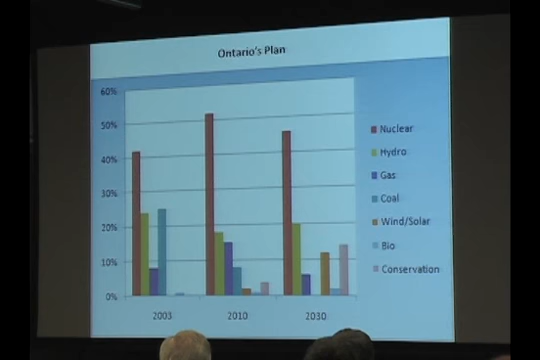 Ontario's Plan
60%
50%
40%
30%
20%
10%
0%
2003
2010
2030
Nuclear
Hydro
Gas
Coal
Wind/Solar
Bio
Conservation